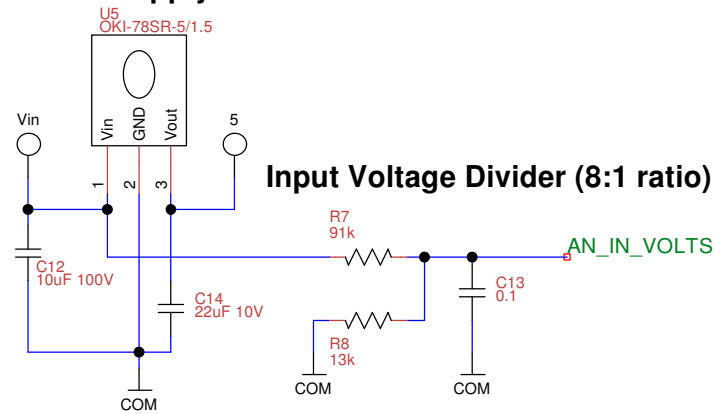 U5
OKI-78SR-5/1.5
Vin
GND
Vout
Vin
5
1
2
3
Input Voltage Divider (8:1 ratio)
R7
91k
AN_IN_VOLTS
C12
10uF 100V
C13
0.1
C14
22uF 10V
R8
13k
COM
COM
COM